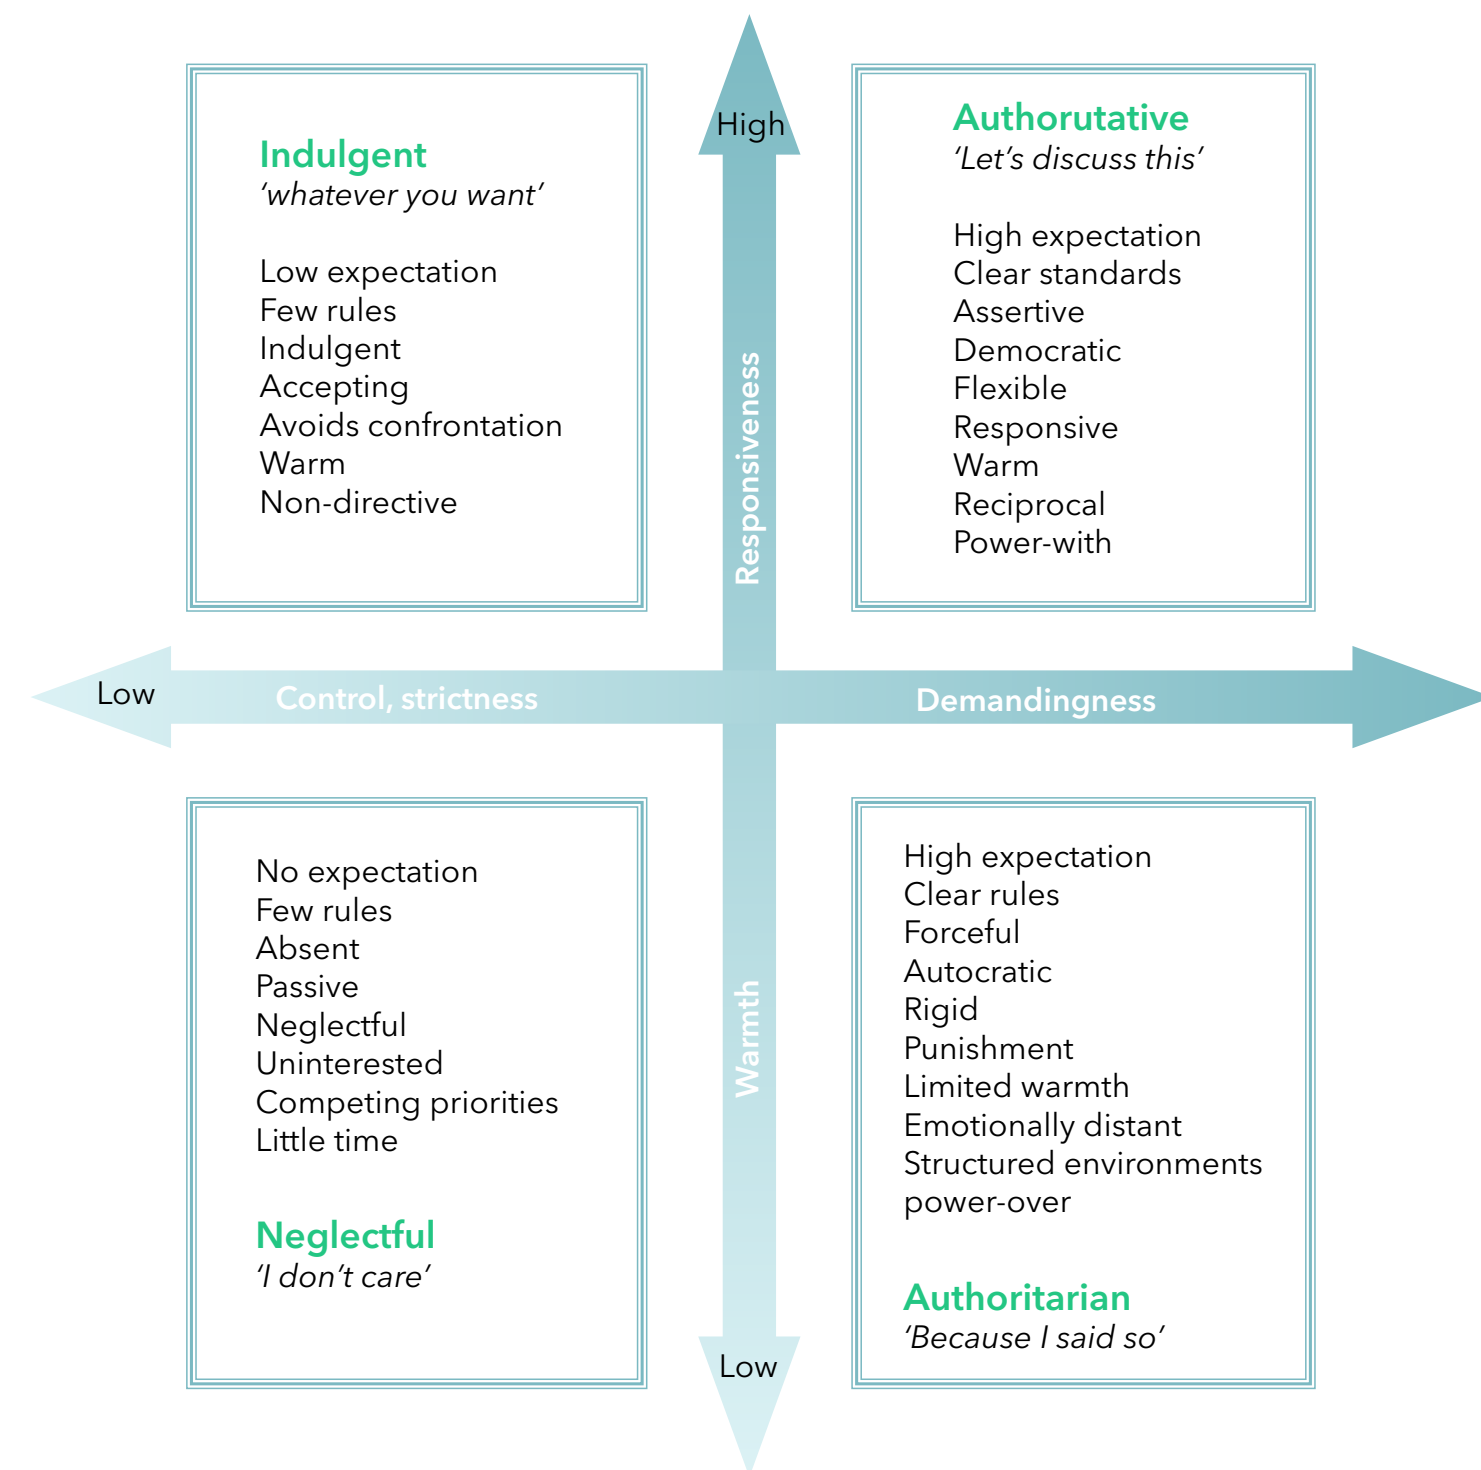 Indulgent
‘whatever you want’
Low expectation
Few rules
Indulgent
Accepting
Avoids confrontation
Warm
Non-directive
High
Responsiveness
Authorutative
‘Let’s discuss this’
High expectation
Clear standards
Assertive
Democratic
Flexible
Responsive
Warm
Reciprocal
Power-with
Low
Control, strictness
Demandingness
No expectation
Few rules
Absent
Passive
Neglectful
Uninterested
Competing priorities
Little time
Neglectful
‘I don’t care’
Warmth
Low
High expectation
Clear rules
Forceful
Autocratic
Rigid
Punishment
Limited warmth
Emotionally distant
Structured environments
power-over
Authoritarian
‘Because I said so’